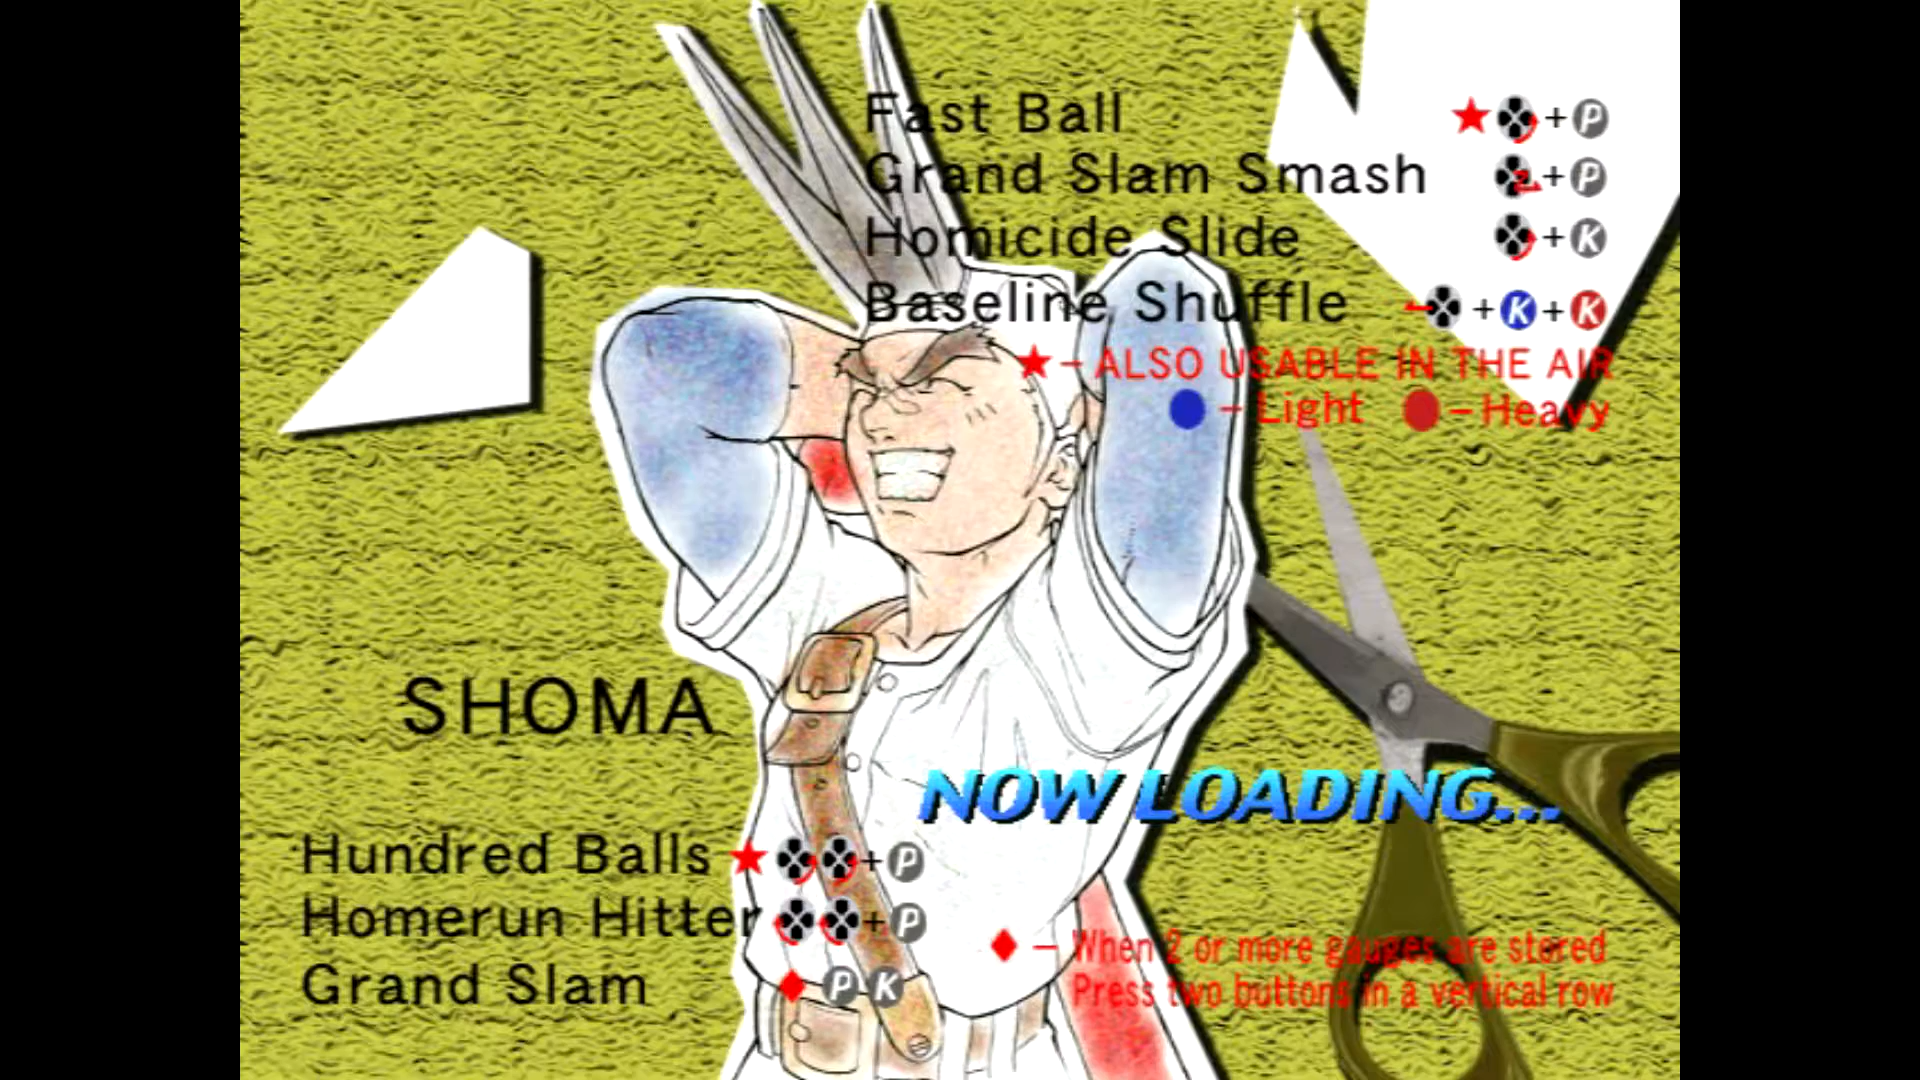 Fast Ball ★ + P
Grand Slam Smash + P
Homicide Slide + K
Baseline Shuffle + K + K
★ – ALSO USABLE IN THE AIR
– Light – Heavy
SHOMA
NOW LOADING...
Hundred Balls ★ + P
Homerun Hitter + P
Grand Slam ♦ P K
♦ – When 2 or more gauges are stored
Press two buttons in a vertical row